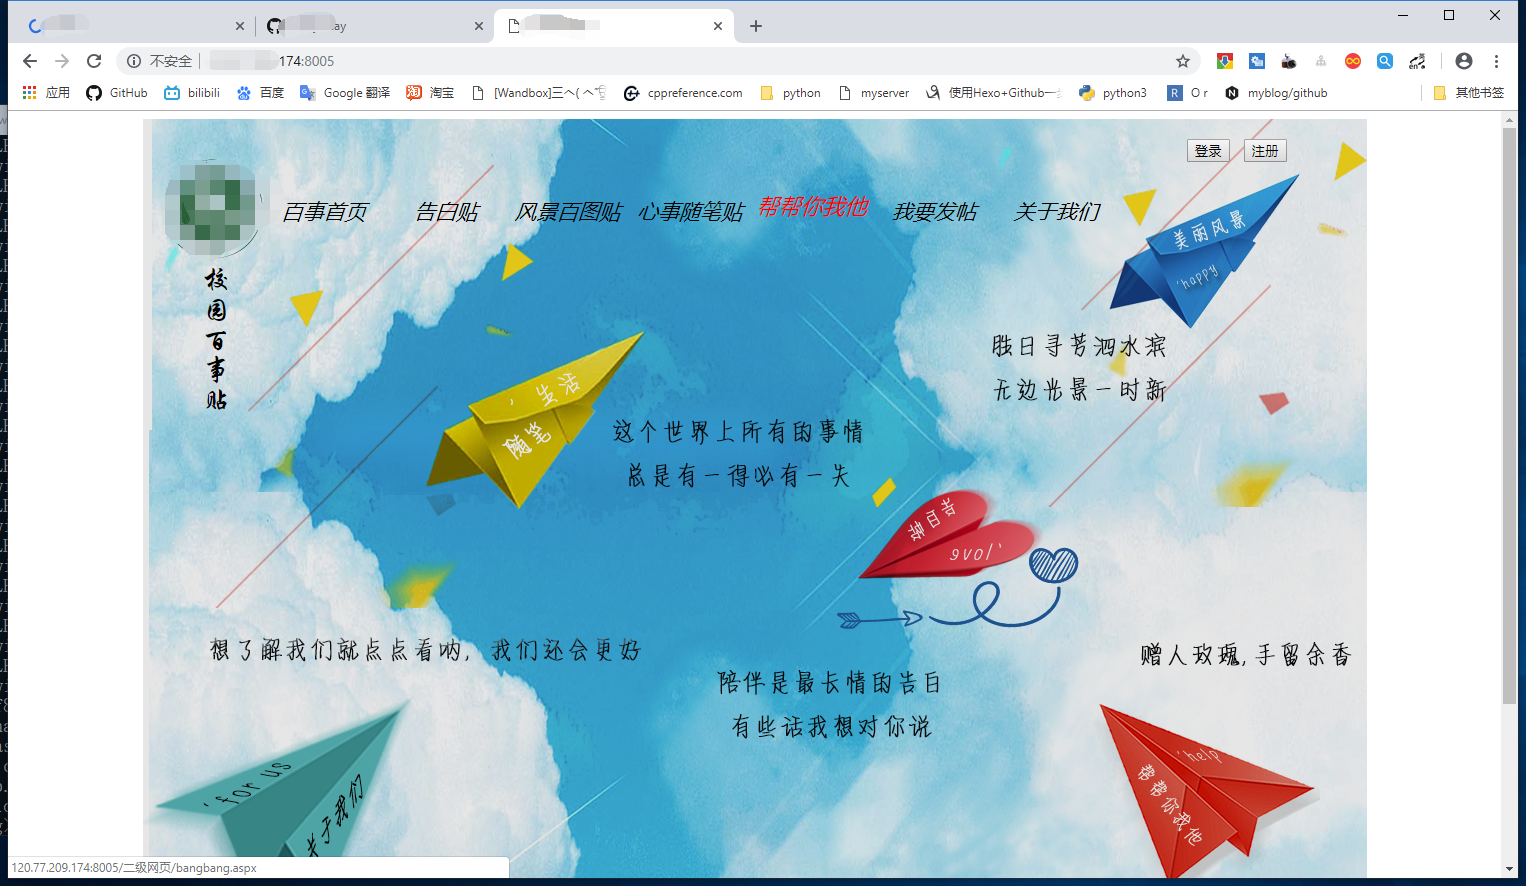 ay
不安全
174:8005
应用
GitHub
bilibili
百度
Google 翻译
淘宝
[Wandbox]三へ( へ
cppreference.com
python
myserver
使用Hexo+Github一
python3
O r
myblog/github
其他书签
登录
注册
百事首页
告白贴
风景百图贴
心事随笔贴
帮帮你我他
我要发帖
关于我们
校园百事贴
美丽风景
'happy
胜日寻芳泗水滨
无边光景一时新
' 生活
随笔
这个世界上所有的事情
总是有一得必有一失
告白书
evol'
想了解我们就点点看呐，我们还会更好
陪伴是最长情的告白
有些话我想对你说
赠人玫瑰,手留余香
'for us
关于我们
'help
帮帮你我他
120.77.209.174:8005/二级网页/bangbang.aspx